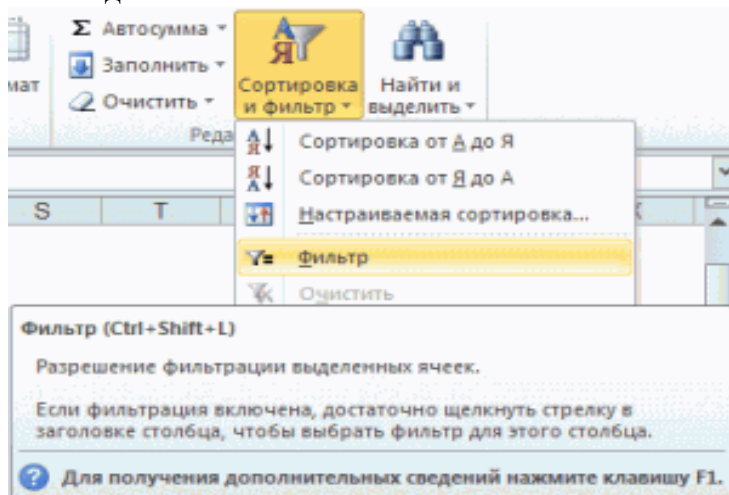 Σ Автосумма
Заполнить
мат
Очистить
Сортировка и фильтр
Найти и выделить
Реда
Сортировка от А до Я
Сортировка от Я до А
S T
Настраиваемая сортировка...
Фильтр
Очистить
Фильтр (Ctrl+Shift+L)
Разрешение фильтрации выделенных ячеек.
Если фильтрация включена, достаточно щелкнуть стрелку в
заголовке столбца, чтобы выбрать фильтр для этого столбца.
Для получения дополнительных сведений нажмите клавишу F1.